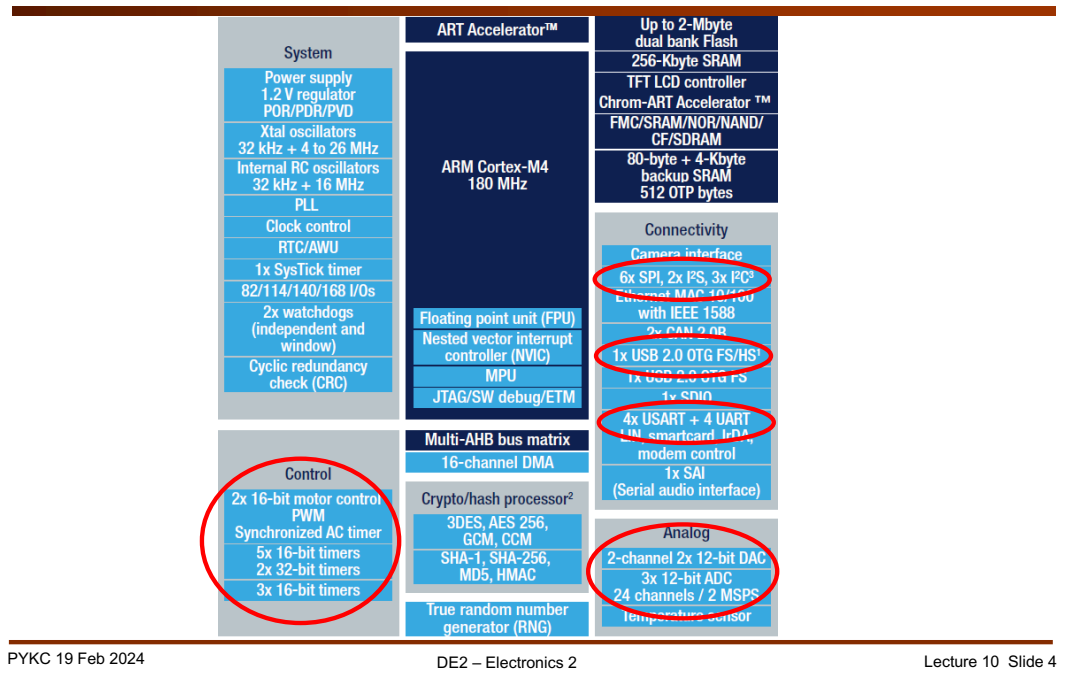 System
Power supply
1.2 V regulator
POR/PDR/PVD
Xtal oscillators
32 kHz + 4 to 26 MHz
Internal RC oscillators
32 kHz + 16 MHz
PLL
Clock control
RTC/AWU
1x SysTick timer
82/114/140/168 I/Os
2x watchdogs
(independent and
window)
Cyclic redundancy
check (CRC)
Control
2x 16-bit motor control
PWM
Synchronized AC timer
5x 16-bit timers
2x 32-bit timers
3x 16-bit timers
ART Accelerator™
ARM Cortex-M4
180 MHz
Floating point unit (FPU)
Nested vector interrupt
controller (NVIC)
MPU
JTAG/SW debug/ETM
Multi-AHB bus matrix
16-channel DMA
Crypto/hash processor²
3DES, AES 256,
GCM, CCM
SHA-1, SHA-256,
MD5, HMAC
True random number
generator (RNG)
Up to 2-Mbyte
dual bank Flash
256-Kbyte SRAM
TFT LCD controller
Chrom-ART Accelerator ™
FMC/SRAM/NOR/NAND/
CF/SDRAM
80-byte + 4-Kbyte
backup SRAM
512 OTP bytes
Connectivity
Camera interface
6x SPI, 2x I²S, 3x I²C³
Ethernet MAC 10/100
with IEEE 1588
2x CAN 2.0B
1x USB 2.0 OTG FS/HS¹
1x USB 2.0 OTG FS
1x SDIO
4x USART + 4 UART
LIN, smartcard, IrDA,
modem control
1x SAI
(Serial audio interface)
Analog
2-channel 2x 12-bit DAC
3x 12-bit ADC
24 channels / 2 MSPS
Temperature sensor
PYKC 19 Feb 2024
DE2 – Electronics 2
Lecture 10 Slide 4